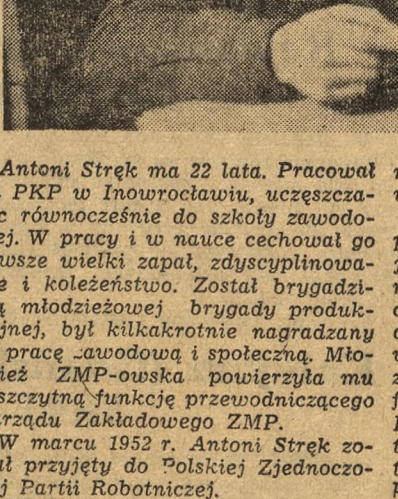 Antoni Stręk ma 22 lata. Pracował
PKP w Inowrocławiu, uczęszcza-
c równocześnie do szkoły zawodo-
ej. W pracy i w nauce cechował go
wsze wielki zapał, zdyscyplinowa-
e i koleżeństwo. Został brygadzi-
ą młodzieżowej brygady produk-
jnej, był kilkakrotnie nagradzany
pracę zawodową i społeczną. Mło-
ież ZMP-owska powierzyła mu
szczytną funkcję przewodniczącego
arządu Zakładowego ZMP.
W marcu 1952 r. Antoni Stręk zo-
ał przyjęty do Polskiej Zjednoczo-
j Partii Robotniczej.